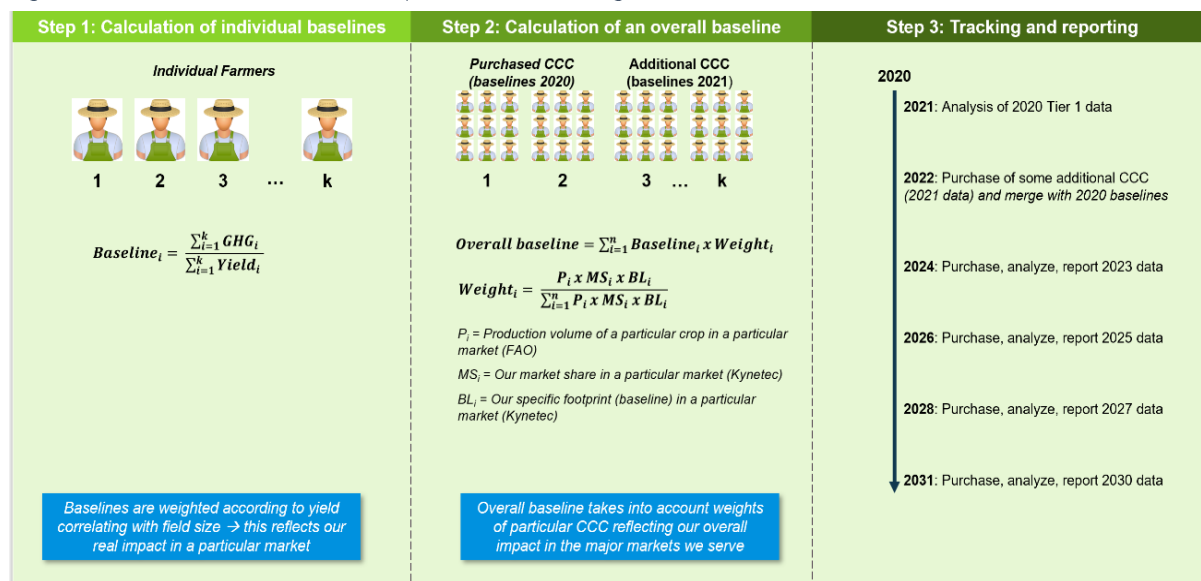 Step 1: Calculation of individual baselines
Individual Farmers
1 2 3 ... k
Baseline_i = ∑_{i=1}^{k} GHG_i / ∑_{i=1}^{k} Yield_i
Baselines are weighted according to yield
correlating with field size → this reflects our
real impact in a particular market
Step 2: Calculation of an overall baseline
Purchased CCC
(baselines 2020)
Additional CCC
(baselines 2021)
1 2 3 ... k
Overall baseline = ∑_{i=1}^{n} Baseline_i x Weight_i
Weight_i = P_i x MS_i x BL_i / ∑_{i=1}^{n} P_i x MS_i x BL_i
P_i = Production volume of a particular crop in a particular
market (FAO)
MS_i = Our market share in a particular market (Kynetec)
BL_i = Our specific footprint (baseline) in a particular
market (Kynetec)
Overall baseline takes into account weights
of particular CCC reflecting our overall
impact in the major markets we serve
Step 3: Tracking and reporting
2020
2021: Analysis of 2020 Tier 1 data
2022: Purchase of some additional CCC
(2021 data) and merge with 2020 baselines
2024: Purchase, analyze, report 2023 data
2026: Purchase, analyze, report 2025 data
2028: Purchase, analyze, report 2027 data
2031: Purchase, analyze, report 2030 data